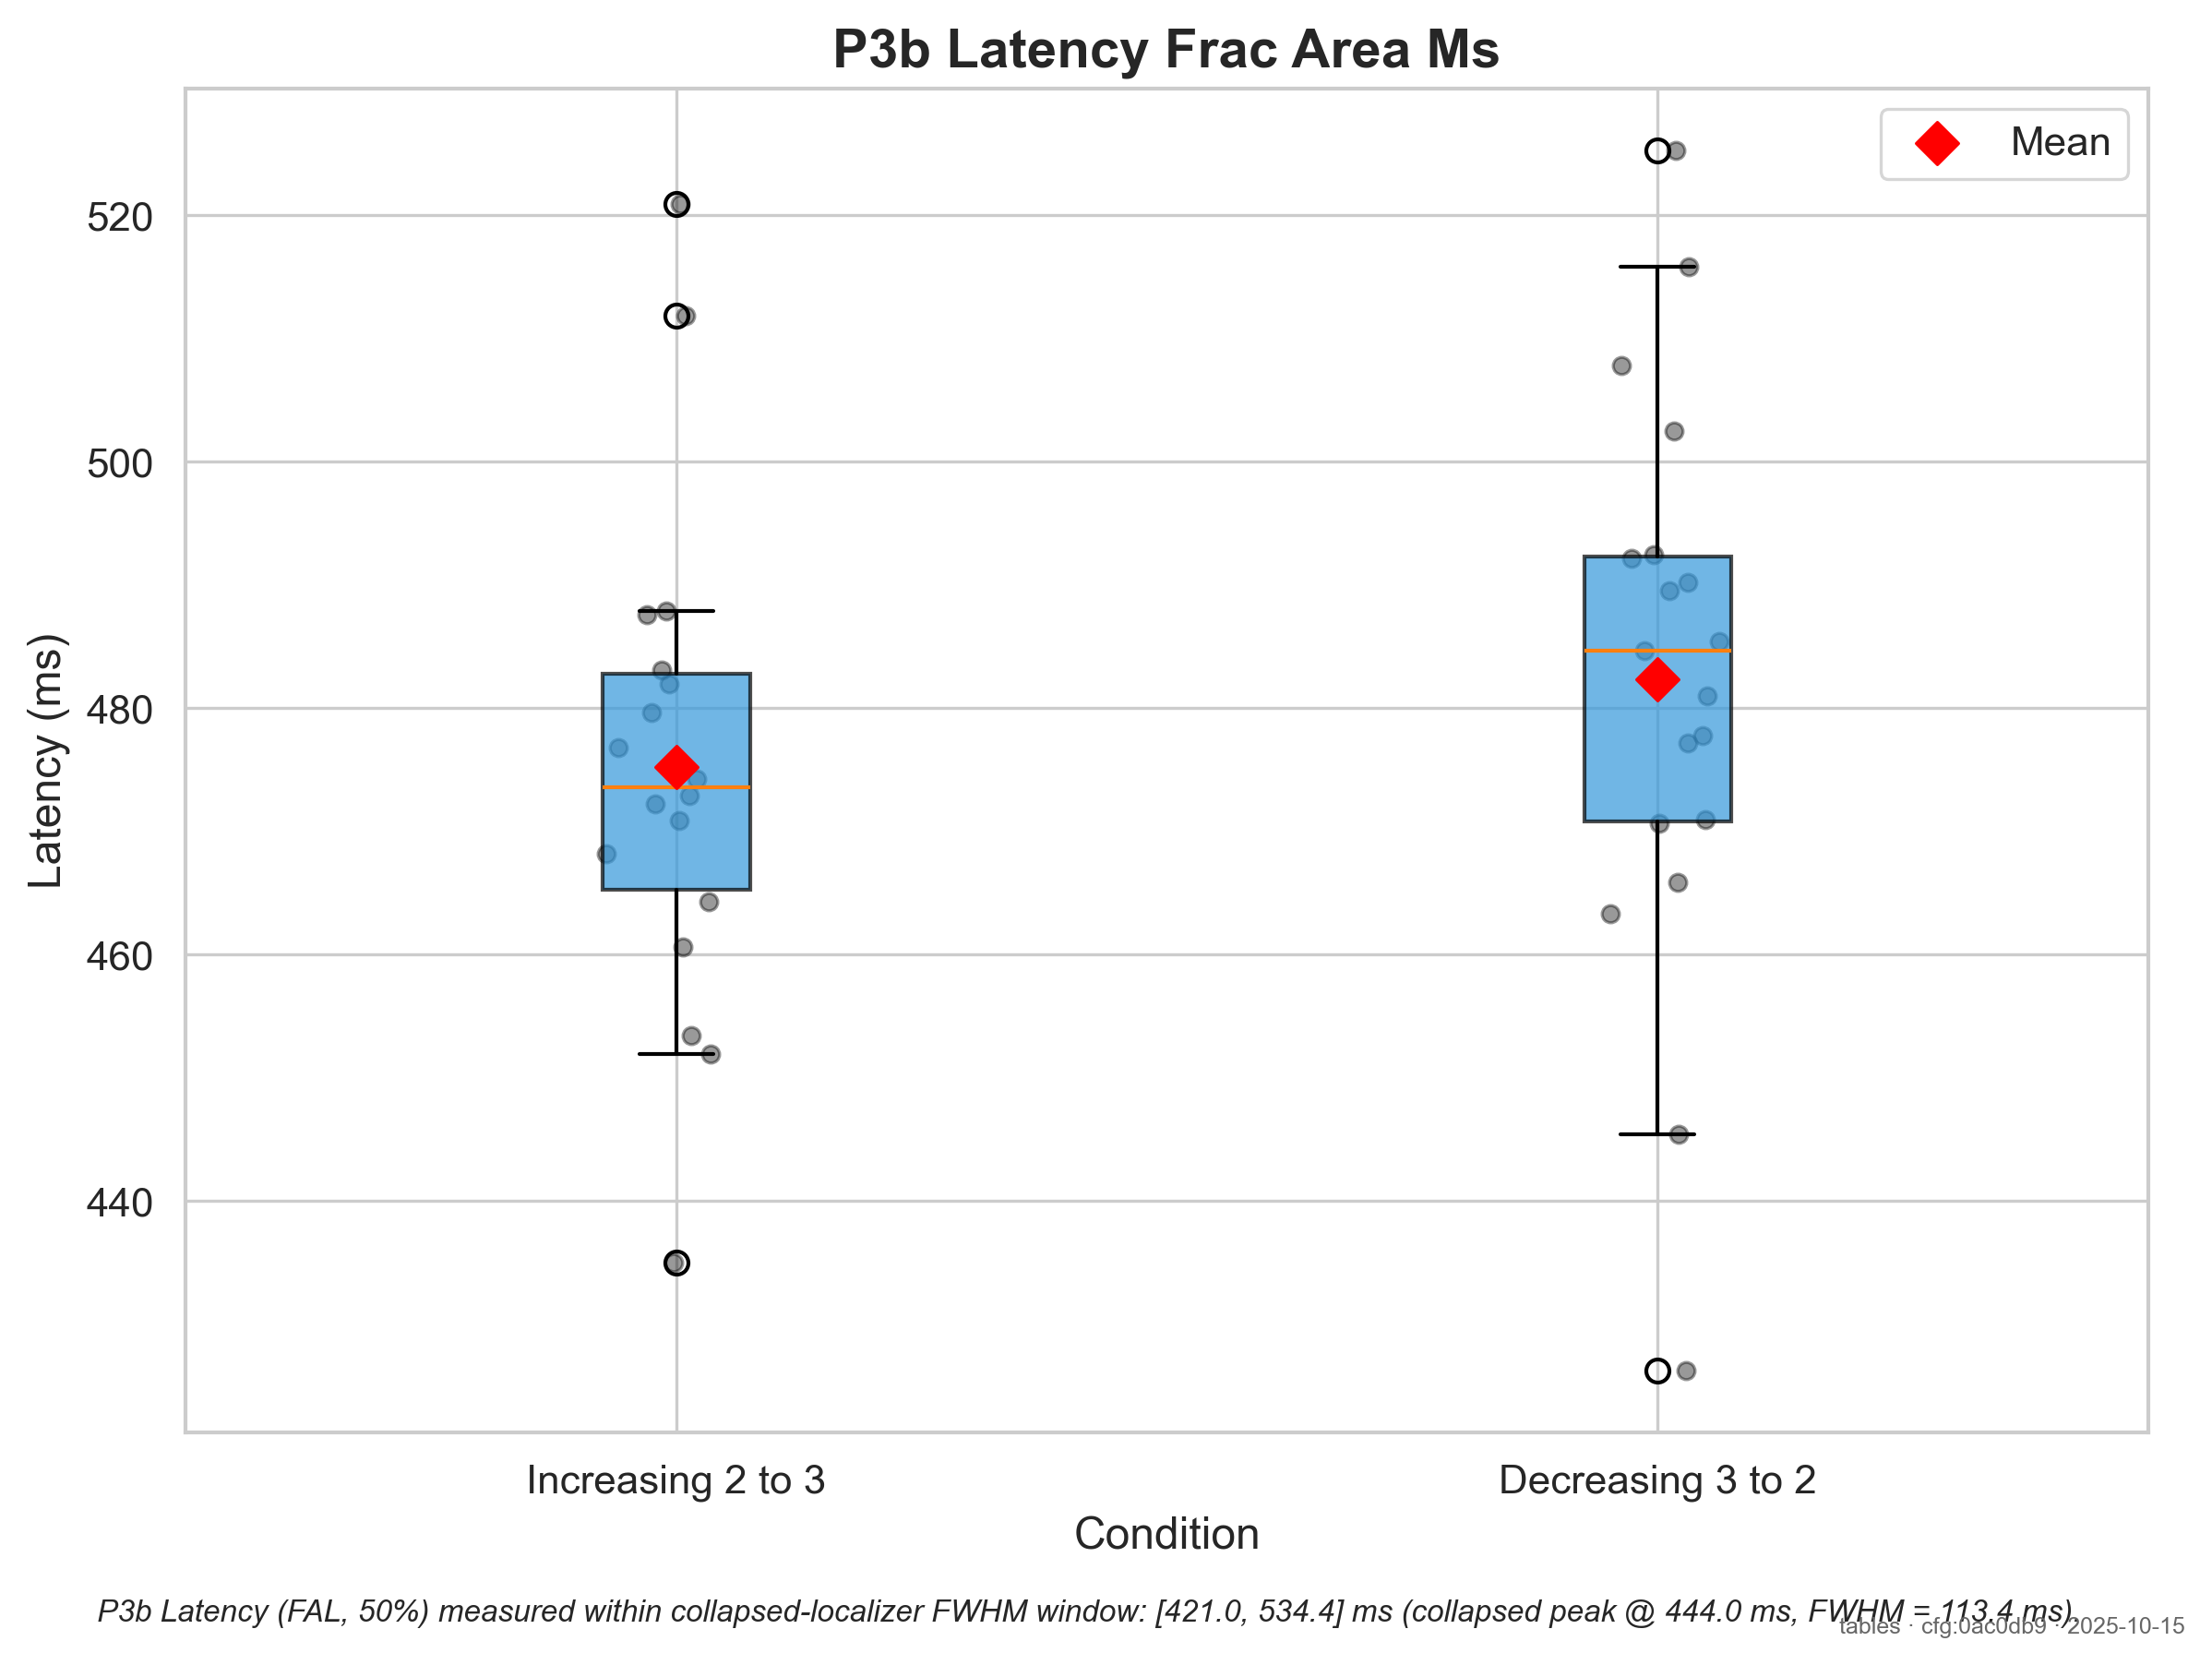 P3b Latency Frac Area Ms
Mean
520
500
480
460
440
Latency (ms)
Increasing 2 to 3
Decreasing 3 to 2
Condition
P3b Latency (FAL, 50%) measured within collapsed-localizer FWHM window: [421.0, 534.4] ms (collapsed peak @ 444.0 ms, FWHM = 113.4 ms).
tables · cfg:0ac0db9 · 2025-10-15